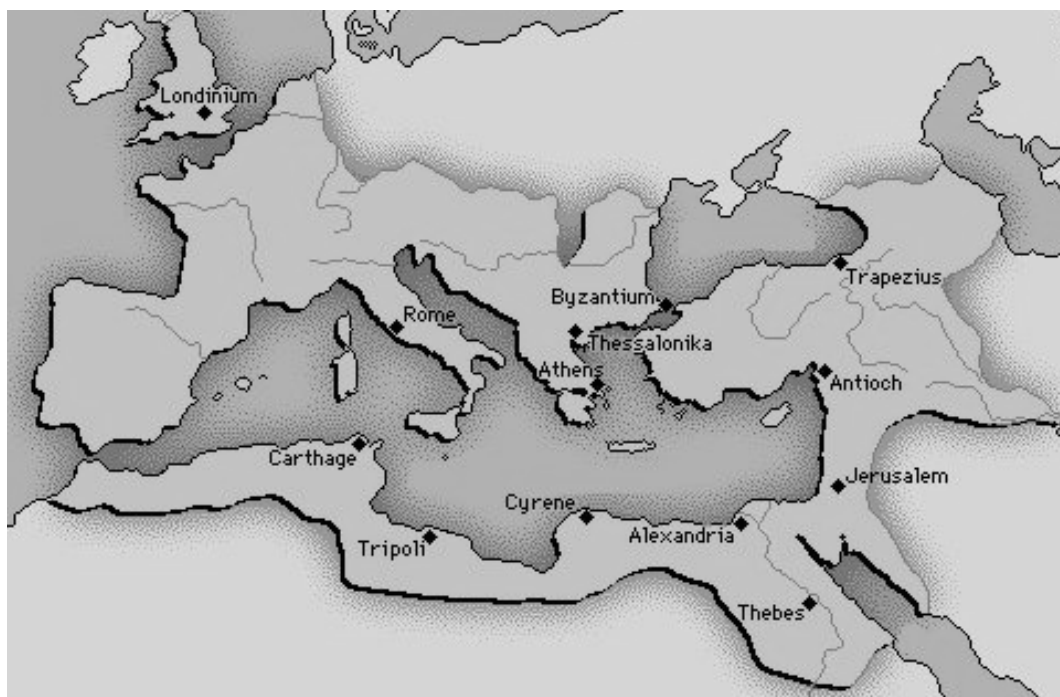 Londinium
Trapezius
Byzantium
Rome
Thessalonika
Athens
Antioch
Carthage
Jerusalem
Cyrene
Alexandria
Tripoli
Thebes